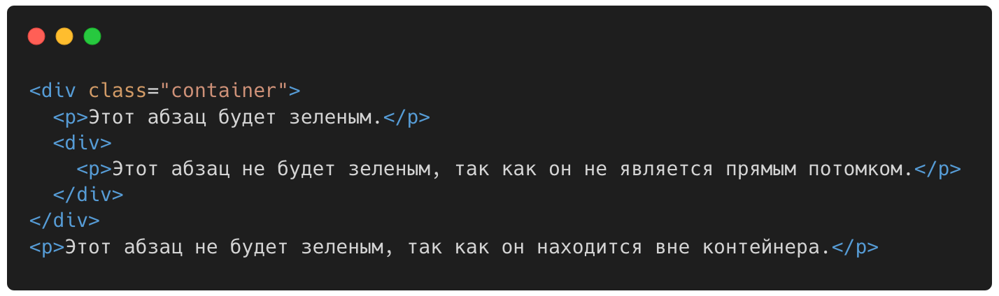 <div class="container">
  <p>Этот абзац будет зеленым.</p>
  <div>
    <p>Этот абзац не будет зеленым, так как он не является прямым потомком.</p>
  </div>
</div>
<p>Этот абзац не будет зеленым, так как он находится вне контейнера.</p>